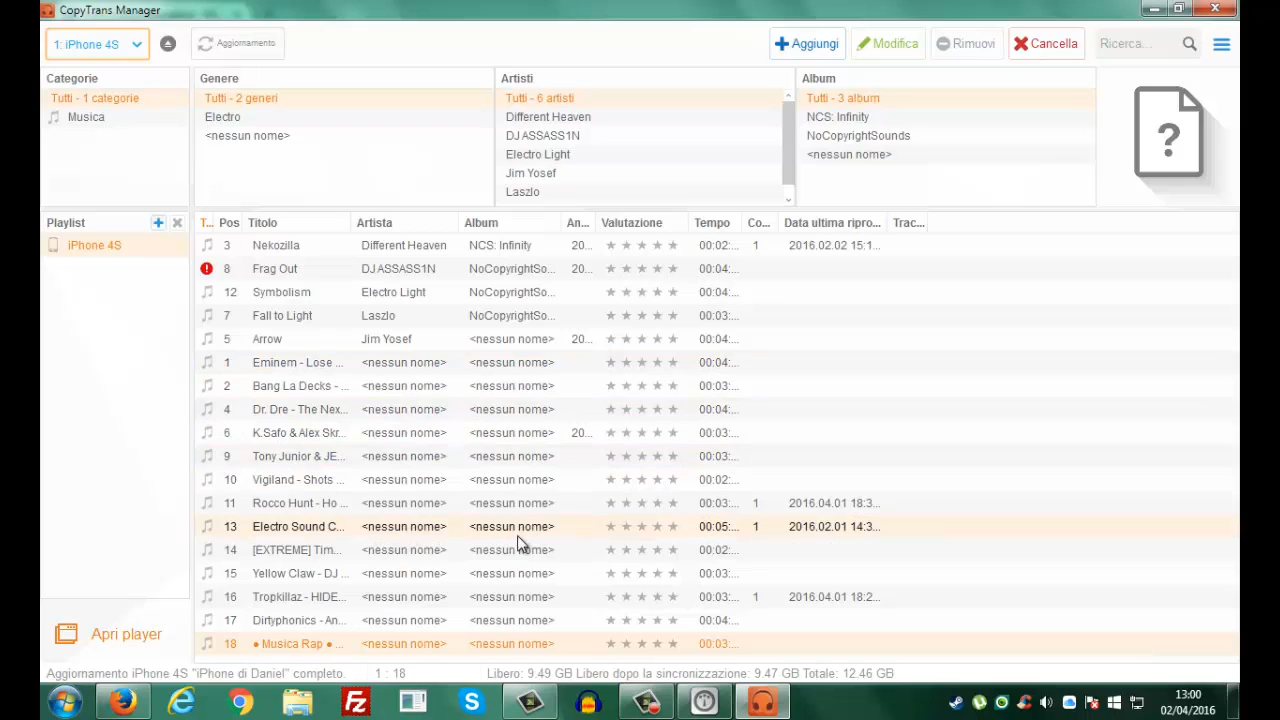 CopyTrans Manager
1: iPhone 4S
Aggiornamento
Aggiungi
Modifica
Rimuovi
Cancella
Ricerca...
Categorie
Tutti - 1 categorie
Musica
Genere
Tutti - 2 generi
Electro
<nessun nome>
Artisti
Tutti - 6 artisti
Different Heaven
DJ ASSASS1N
Electro Light
Jim Yosef
Laszlo
Album
Tutti - 3 album
NCS: Infinity
NoCopyrightSounds
<nessun nome>
?
Playlist
iPhone 4S
T... Pos Titolo Artista Album An... Valutazione Tempo Co... Data ultima ripro... Trac...
3 Nekozilla Different Heaven NCS: Infinity 20... 00:02:... 1 2016.02.02 15:1...
8 Frag Out DJ ASSASS1N NoCopyrightSo... 20... 00:04:...
12 Symbolism Electro Light NoCopyrightSo... 00:04:...
7 Fall to Light Laszlo NoCopyrightSo... 00:03:...
5 Arrow Jim Yosef <nessun nome> 20... 00:04:...
1 Eminem - Lose ... <nessun nome> <nessun nome> 00:04:...
2 Bang La Decks - ... <nessun nome> <nessun nome> 00:03:...
4 Dr. Dre - The Nex... <nessun nome> <nessun nome> 00:04:...
6 K.Safo & Alex Skr... <nessun nome> <nessun nome> 20... 00:03:...
9 Tony Junior & JE... <nessun nome> <nessun nome> 00:03:...
10 Vigiland - Shots ... <nessun nome> <nessun nome> 00:02:...
11 Rocco Hunt - Ho ... <nessun nome> <nessun nome> 00:03:... 1 2016.04.01 18:3...
13 Electro Sound C... <nessun nome> <nessun nome> 00:05:... 1 2016.02.01 14:3...
14 [EXTREME] Tim... <nessun nome> <nessun nome> 00:02:...
15 Yellow Claw - DJ ... <nessun nome> <nessun nome> 00:03:...
16 Tropkillaz - HIDE... <nessun nome> <nessun nome> 00:03:... 1 2016.04.01 18:2...
17 Dirtyphonics - An... <nessun nome> <nessun nome> 00:04:...
18 ● Musica Rap ● ... <nessun nome> <nessun nome> 00:03:...
Apri player
Aggiornamento iPhone 4S "iPhone di Daniel" completo. 1 : 18 Libero: 9.49 GB Libero dopo la sincronizzazione: 9.47 GB Totale: 12.46 GB
13:00
02/04/2016